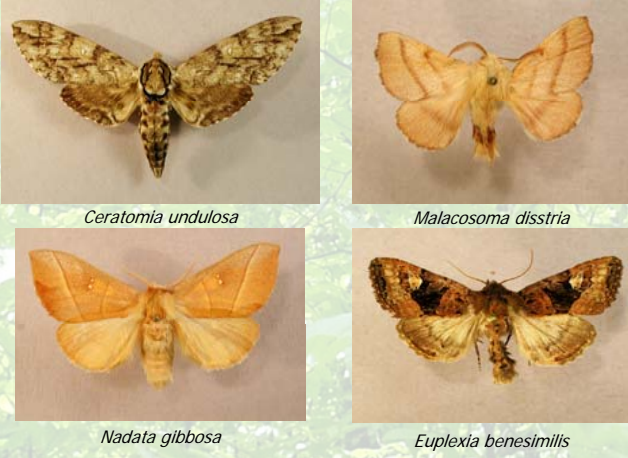 Ceratomia undulosa
Malacosoma disstria
Nadata gibbosa
Euplexia benesimilis